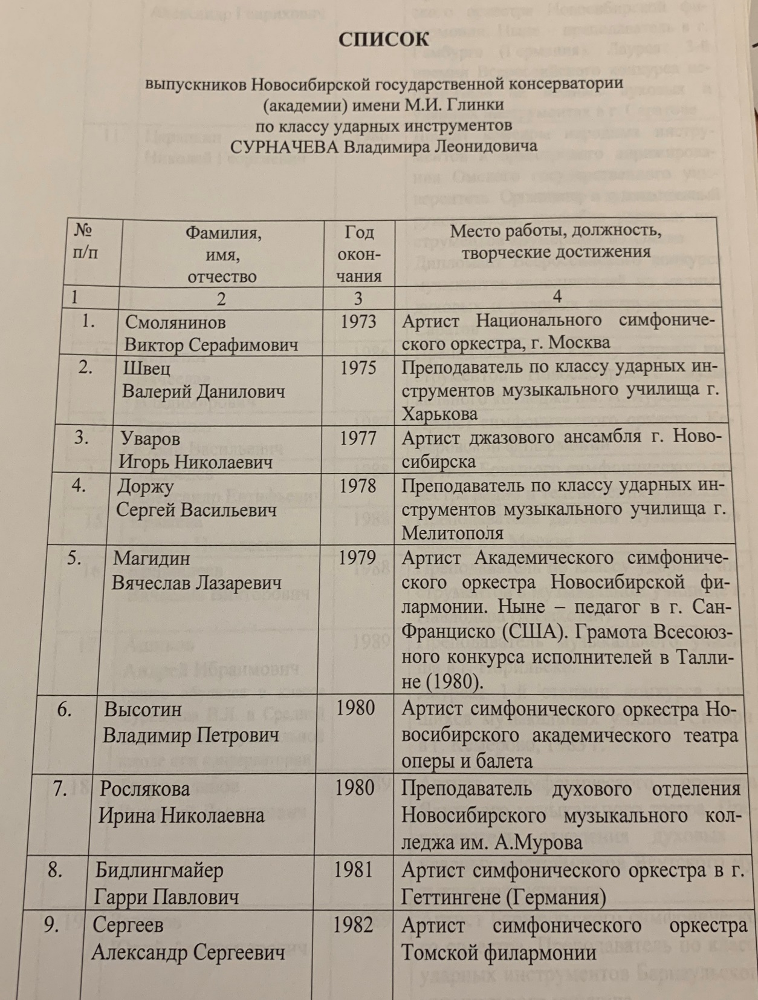 СПИСОК
выпускников Новосибирской государственной консерватории
(академии) имени М.И. Глинки
по классу ударных инструментов
СУРНАЧЕВА Владимира Леонидовича
№
п/п
Фамилия,
имя,
отчество
Год
окон-
чания
Место работы, должность,
творческие достижения
1 2 3 4
1.
Смолянинов
Виктор Серафимович
1973
Артист Национального симфониче-
ского оркестра, г. Москва
2.
Швец
Валерий Данилович
1975
Преподаватель по классу ударных ин-
струментов музыкального училища г.
Харькова
3.
Уваров
Игорь Николаевич
1977
Артист джазового ансамбля г. Ново-
сибирска
4.
Доржу
Сергей Васильевич
1978
Преподаватель по классу ударных ин-
струментов музыкального училища г.
Мелитополя
5.
Магидин
Вячеслав Лазаревич
1979
Артист Академического симфониче-
ского оркестра Новосибирской фи-
лармонии. Ныне – педагог в г. Сан-
Франциско (США). Грамота Всесоюз-
ного конкурса исполнителей в Талли-
не (1980).
6.
Высотин
Владимир Петрович
1980
Артист симфонического оркестра Но-
восибирского академического театра
оперы и балета
7.
Рослякова
Ирина Николаевна
1980
Преподаватель духового отделения
Новосибирского музыкального кол-
леджа им. А.Мурова
8.
Бидлингмайер
Гарри Павлович
1981
Артист симфонического оркестра в г.
Геттингене (Германия)
9.
Сергеев
Александр Сергеевич
1982
Артист симфонического оркестра
Томской филармонии